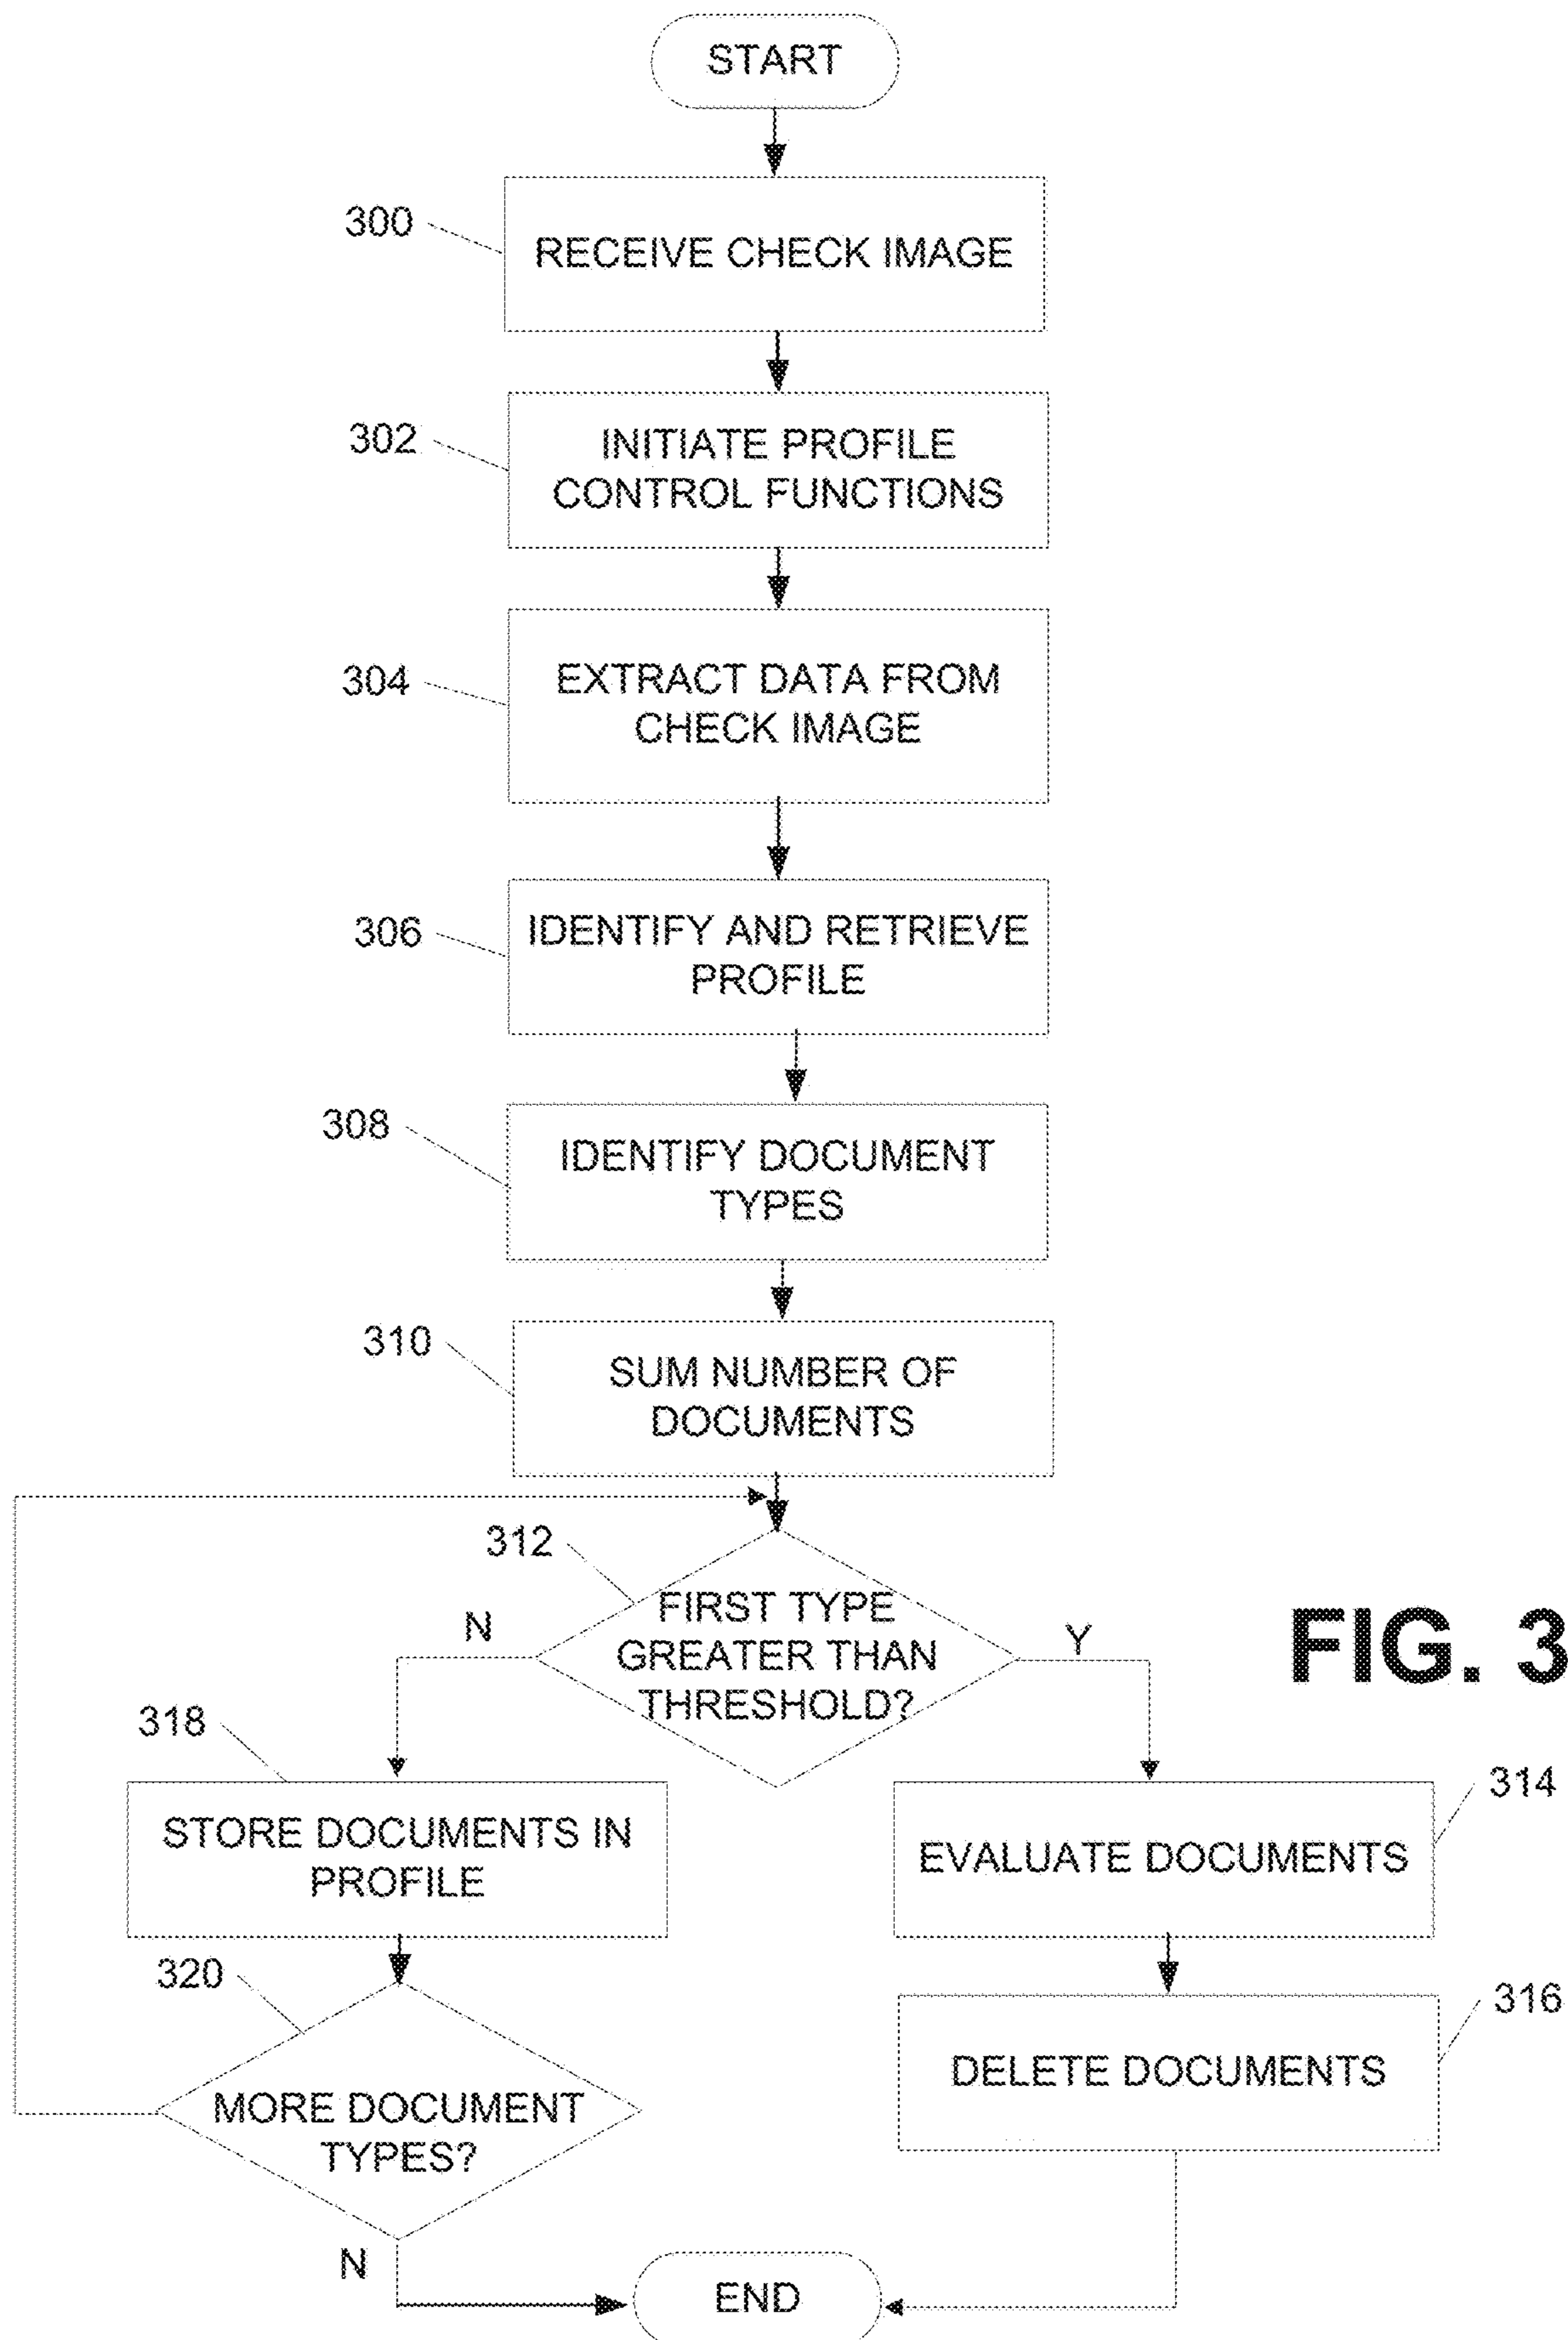 START
300
RECEIVE CHECK IMAGE
302
INITIATE PROFILE
CONTROL FUNCTIONS
304
EXTRACT DATA FROM
CHECK IMAGE
306
IDENTIFY AND RETRIEVE
PROFILE
308
IDENTIFY DOCUMENT
TYPES
310
SUM NUMBER OF
DOCUMENTS
312
FIRST TYPE
GREATER THAN
THRESHOLD?
N
Y
FIG. 3
318
STORE DOCUMENTS IN
PROFILE
314
EVALUATE DOCUMENTS
320
MORE DOCUMENT
TYPES?
316
DELETE DOCUMENTS
N
END